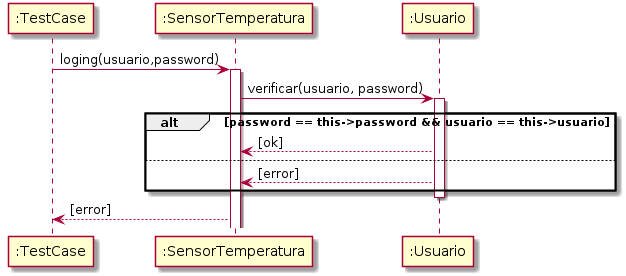 :TestCase :SensorTemperatura :Usuario
loging(usuario,password)
verificar(usuario, password)
alt [password == this->password && usuario == this->usuario]
[ok]
[error]
[error]
:TestCase :SensorTemperatura :Usuario